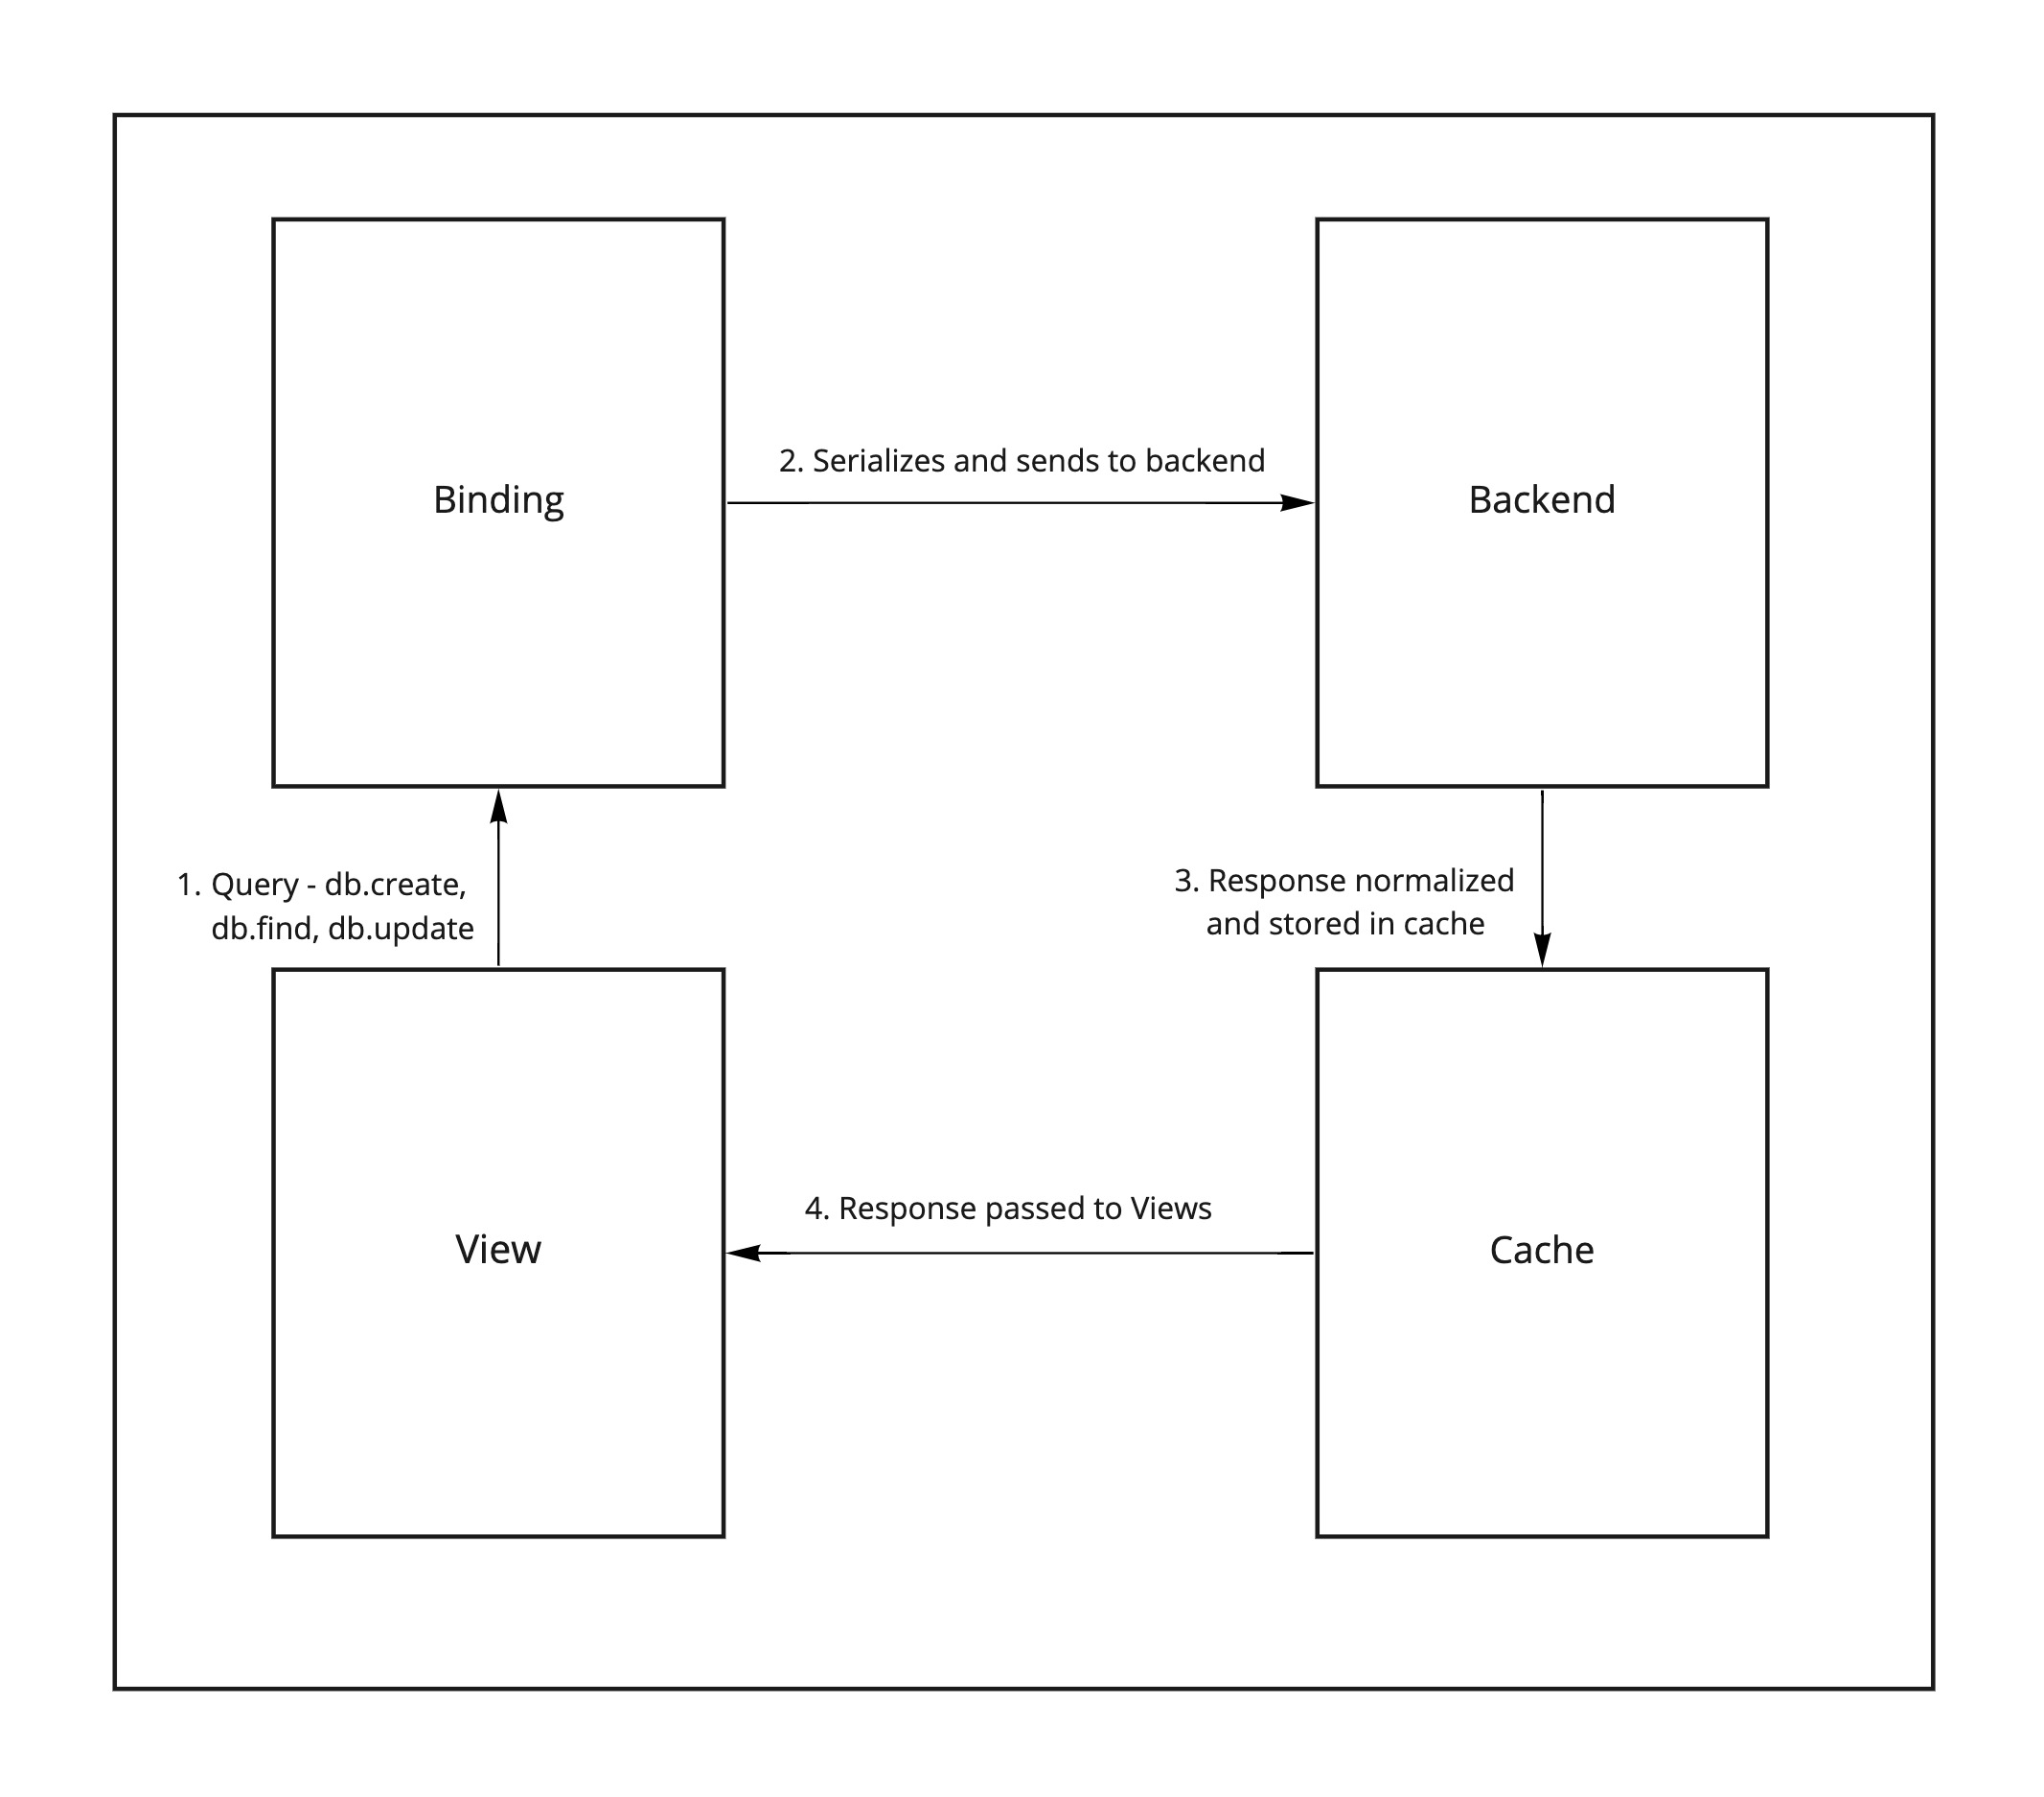 Binding
2. Serializes and sends to backend
Backend
1. Query - db.create,
db.find, db.update
3. Response normalized
and stored in cache
View
4. Response passed to Views
Cache